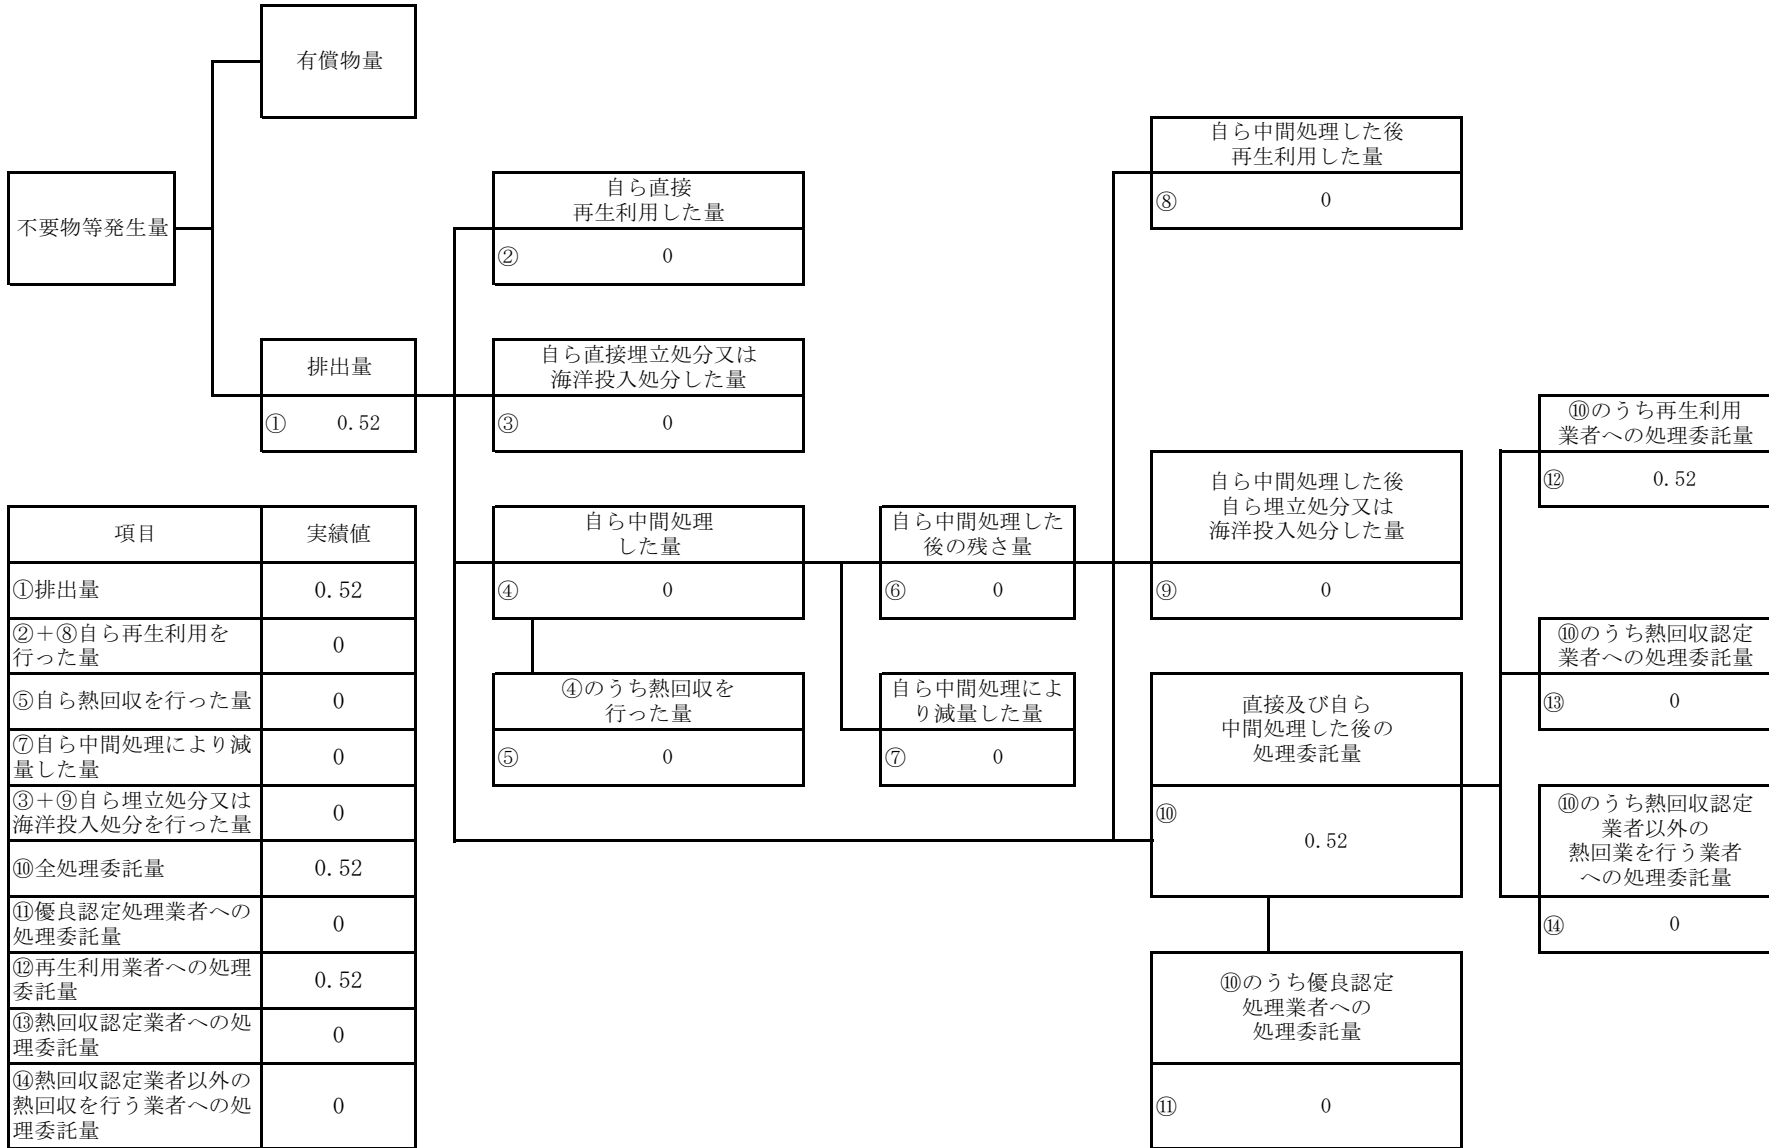 有償物量
不要物等発生量
排出量
① 0.52
自ら直接
再生利用した量
② 0
自ら直接埋立処分又は
海洋投入処分した量
③ 0
自ら中間処理
した量
④ 0
④のうち熱回収を
行った量
⑤ 0
自ら中間処理した
後の残さ量
⑥ 0
自ら中間処理によ
り減量した量
⑦ 0
自ら中間処理した後
再生利用した量
⑧ 0
自ら中間処理した後
自ら埋立処分又は
海洋投入処分した量
⑨ 0
直接及び自ら
中間処理した後の
処理委託量
⑩
0.52
⑩のうち優良認定
処理業者への
処理委託量
⑪ 0
⑩のうち再生利用
業者への処理委託量
⑫ 0.52
⑩のうち熱回収認定
業者への処理委託量
⑬ 0
⑩のうち熱回収認定
業者以外の
熱回業を行う業者
への処理委託量
⑭ 0
項目 実績値
①排出量 0.52
②+⑧自ら再生利用を
行った量 0
⑤自ら熱回収を行った量 0
⑦自ら中間処理により減
量した量 0
③+⑨自ら埋立処分又は
海洋投入処分を行った量 0
⑩全処理委託量 0.52
⑪優良認定処理業者への
処理委託量 0
⑫再生利用業者への処理
委託量 0.52
⑬熱回収認定業者への処
理委託量 0
⑭熱回収認定業者以外の
熱回収を行う業者への処
理委託量 0